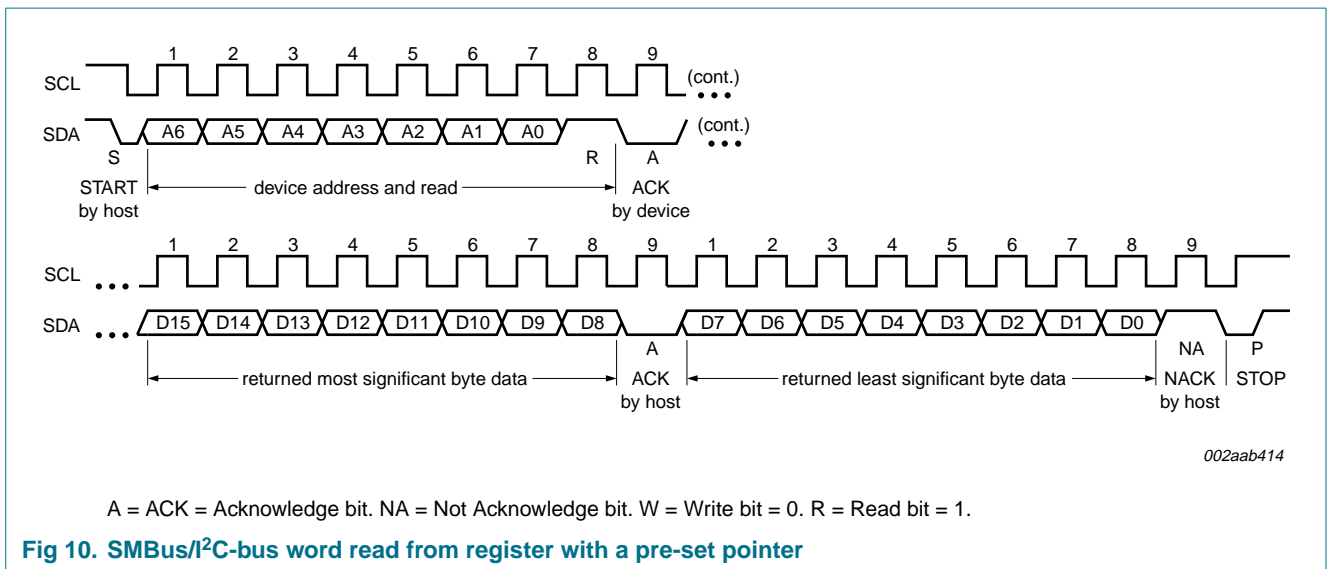 1 2 3 4 5 6 7 8 9
SCL (cont.)
SDA A6 A5 A4 A3 A2 A1 A0 (cont.)
S R A
START device address and read ACK
by host by device
1 2 3 4 5 6 7 8 9 1 2 3 4 5 6 7 8 9
SCL
SDA D15 D14 D13 D12 D11 D10 D9 D8 D7 D6 D5 D4 D3 D2 D1 D0
A NA P
returned most significant byte data ACK returned least significant byte data NACK STOP
by host by host
002aab414
A = ACK = Acknowledge bit. NA = Not Acknowledge bit. W = Write bit = 0. R = Read bit = 1.
Fig 10. SMBus/I²C-bus word read from register with a pre-set pointer